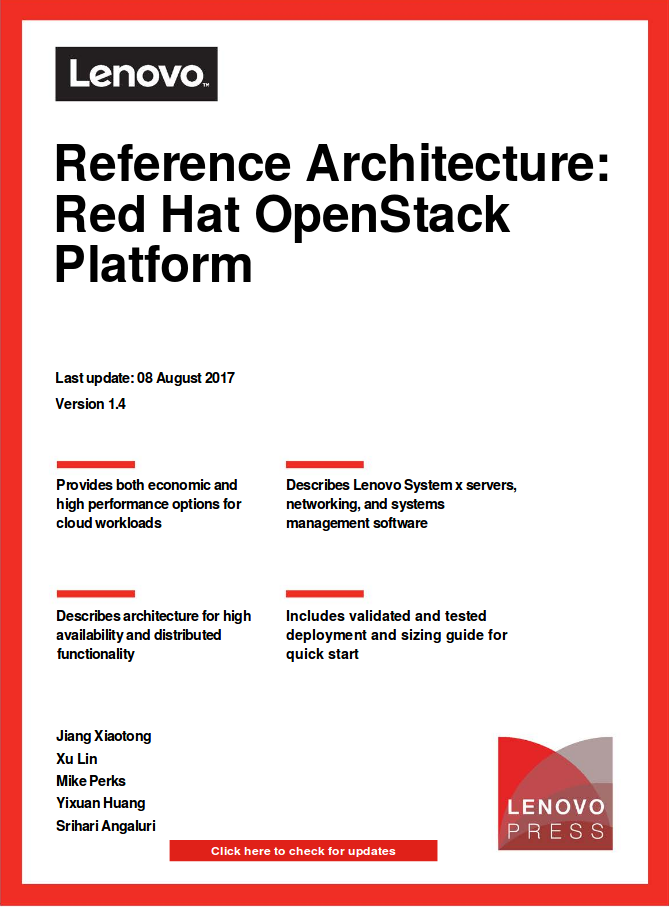 Lenovo™
Reference Architecture:
Red Hat OpenStack
Platform
Last update: 08 August 2017
Version 1.4
Provides both economic and
high performance options for
cloud workloads
Describes Lenovo System x servers,
networking, and systems
management software
Describes architecture for high
availability and distributed
functionality
Includes validated and tested
deployment and sizing guide for
quick start
Jiang Xiaotong
Xu Lin
Mike Perks
Yixuan Huang
Srihari Angaluri
LENOVO
PRESS
Click here to check for updates